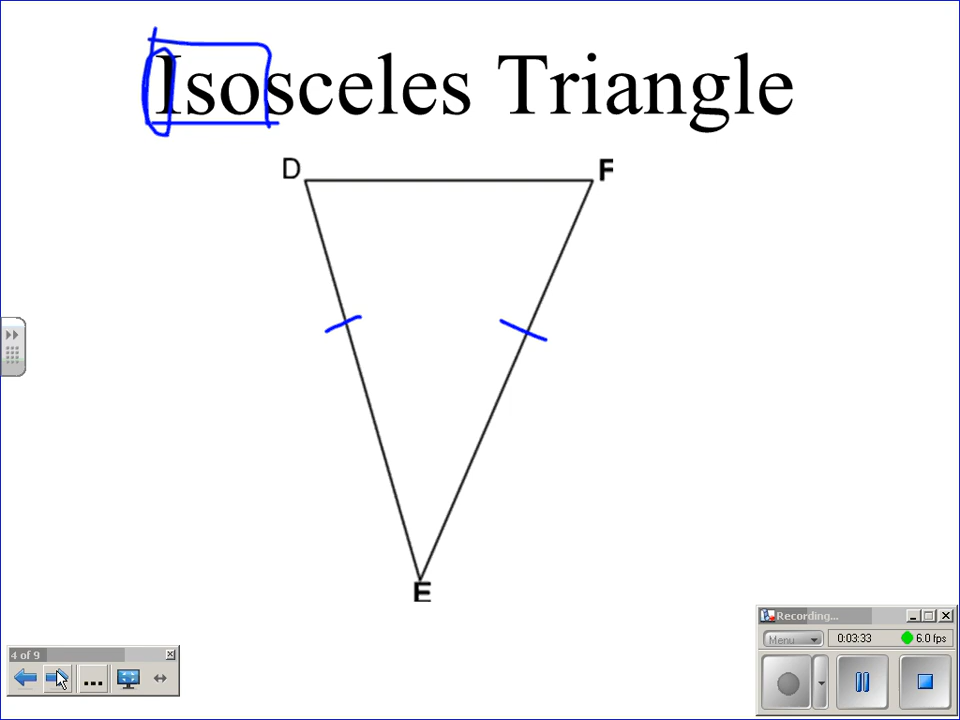 Isosceles Triangle
D
F
E
4 of 9
...
Recording...
Menu
0:03:33
6.0 fps